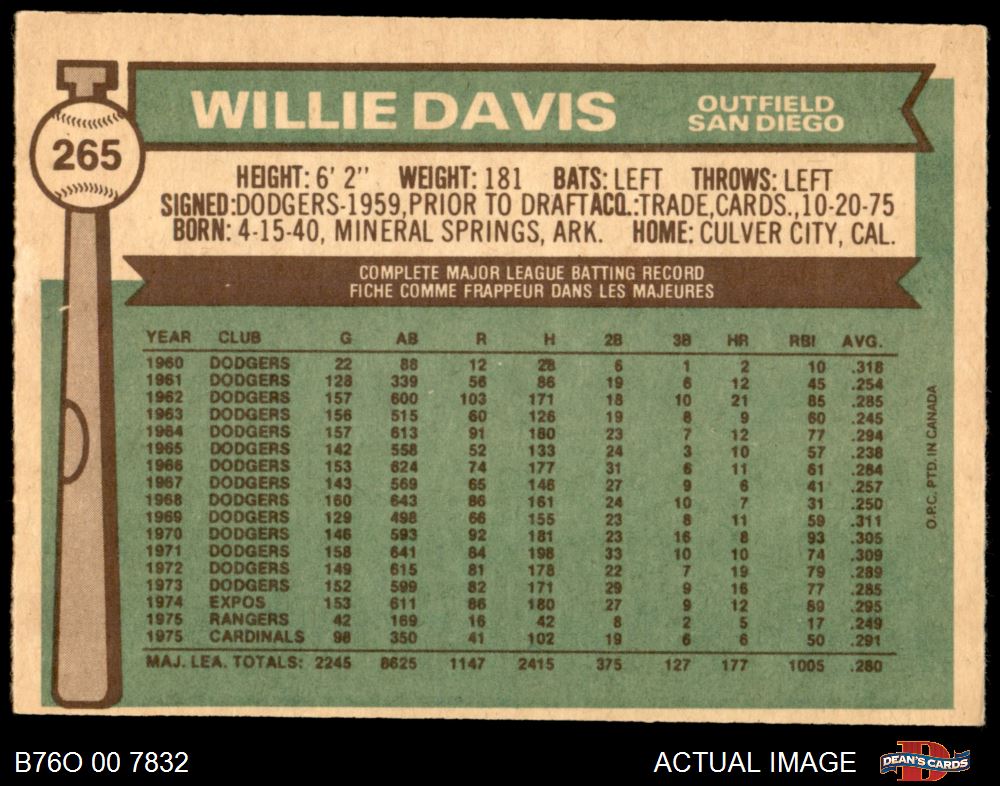 WILLIE DAVIS
OUTFIELD
SAN DIEGO
265
HEIGHT: 6' 2" WEIGHT: 181 BATS: LEFT THROWS: LEFT
SIGNED:DODGERS-1959,PRIOR TO DRAFT ACQ.:TRADE,CARDS.,10-20-75
BORN: 4-15-40, MINERAL SPRINGS, ARK. HOME: CULVER CITY, CAL.
COMPLETE MAJOR LEAGUE BATTING RECORD
FICHE COMME FRAPPEUR DANS LES MAJEURES
YEAR CLUB G AB R H 2B 3B HR RBI AVG.
1960 DODGERS 22 88 12 28 6 1 2 10 .318
1961 DODGERS 128 339 56 86 19 6 12 45 .254
1962 DODGERS 157 600 103 171 18 10 21 85 .285
1963 DODGERS 156 515 60 126 19 8 9 60 .245
1964 DODGERS 157 613 91 180 23 7 12 77 .294
1965 DODGERS 142 558 52 133 24 3 10 57 .238
1966 DODGERS 153 624 74 177 31 6 11 61 .284
1967 DODGERS 143 569 65 146 27 9 6 41 .257
1968 DODGERS 160 643 86 161 24 10 7 31 .250
1969 DODGERS 129 498 66 155 23 8 11 59 .311
1970 DODGERS 146 593 92 181 23 16 8 93 .305
1971 DODGERS 158 641 84 198 33 10 10 74 .309
1972 DODGERS 149 615 81 178 22 7 19 79 .289
1973 DODGERS 152 599 82 171 29 9 16 77 .285
1974 EXPOS 153 611 86 180 27 9 12 89 .295
1975 RANGERS 42 169 16 42 8 2 5 17 .249
1975 CARDINALS 98 350 41 102 19 6 6 50 .291
MAJ. LEA. TOTALS: 2245 8625 1147 2415 375 127 177 1005 .280
O.P.C. PTD. IN CANADA
B76O 00 7832
ACTUAL IMAGE
D
DEAN'S CARDS